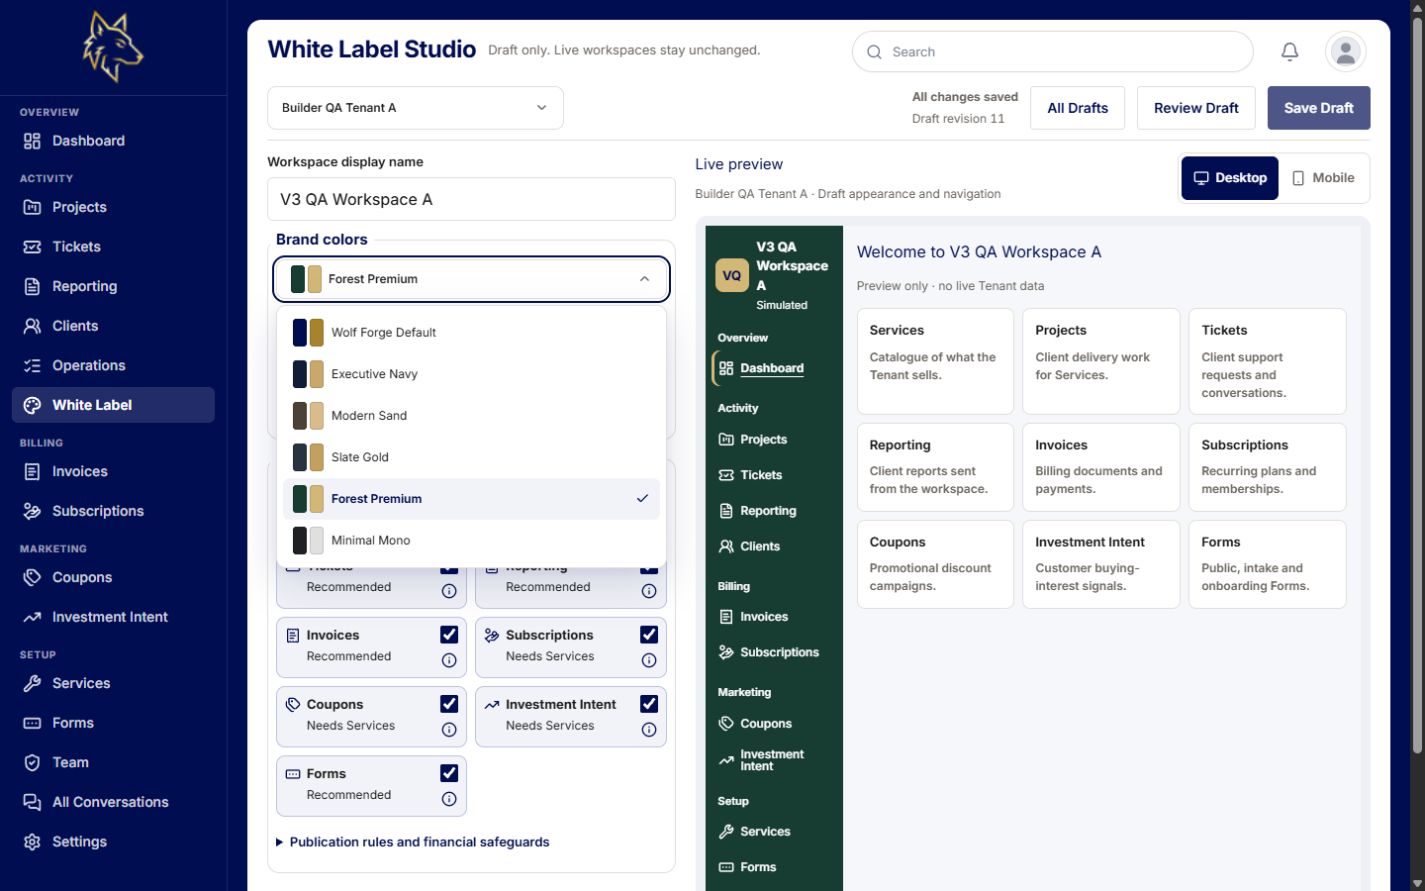 OVERVIEW
Dashboard
ACTIVITY
Projects
Tickets
Reporting
Clients
Operations
White Label
BILLING
Invoices
Subscriptions
MARKETING
Coupons
Investment Intent
SETUP
Services
Forms
Team
All Conversations
Settings
White Label Studio
Draft only. Live workspaces stay unchanged.
Search
Builder QA Tenant A
All changes saved
Draft revision 11
All Drafts
Review Draft
Save Draft
Workspace display name
V3 QA Workspace A
Brand colors
Forest Premium
Wolf Forge Default
Executive Navy
Modern Sand
Slate Gold
Forest Premium
Minimal Mono
Tickets
Recommended
Reporting
Recommended
Invoices
Recommended
Subscriptions
Needs Services
Coupons
Needs Services
Investment Intent
Needs Services
Forms
Recommended
Publication rules and financial safeguards
Live preview
Builder QA Tenant A · Draft appearance and navigation
Desktop
Mobile
VQ
V3 QA
Workspace
A
Simulated
Overview
Dashboard
Activity
Projects
Tickets
Reporting
Clients
Billing
Invoices
Subscriptions
Marketing
Coupons
Investment
Intent
Setup
Services
Forms
Welcome to V3 QA Workspace A
Preview only · no live Tenant data
Services
Catalogue of what the
Tenant sells.
Projects
Client delivery work
for Services.
Tickets
Client support
requests and
conversations.
Reporting
Client reports sent
from the workspace.
Invoices
Billing documents and
payments.
Subscriptions
Recurring plans and
memberships.
Coupons
Promotional discount
campaigns.
Investment Intent
Customer buying-
interest signals.
Forms
Public, intake and
onboarding Forms.